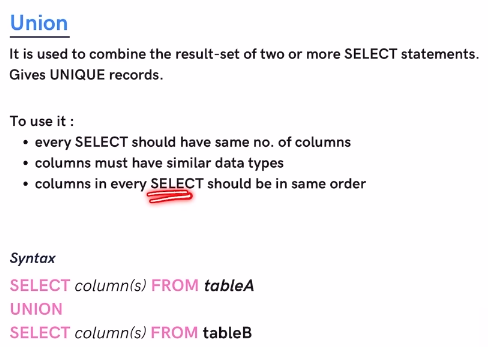 Union
It is used to combine the result-set of two or more SELECT statements.
Gives UNIQUE records.
To use it :
• every SELECT should have same no. of columns
• columns must have similar data types
• columns in every SELECT should be in same order
Syntax
SELECT column(s) FROM tableA
UNION
SELECT column(s) FROM tableB